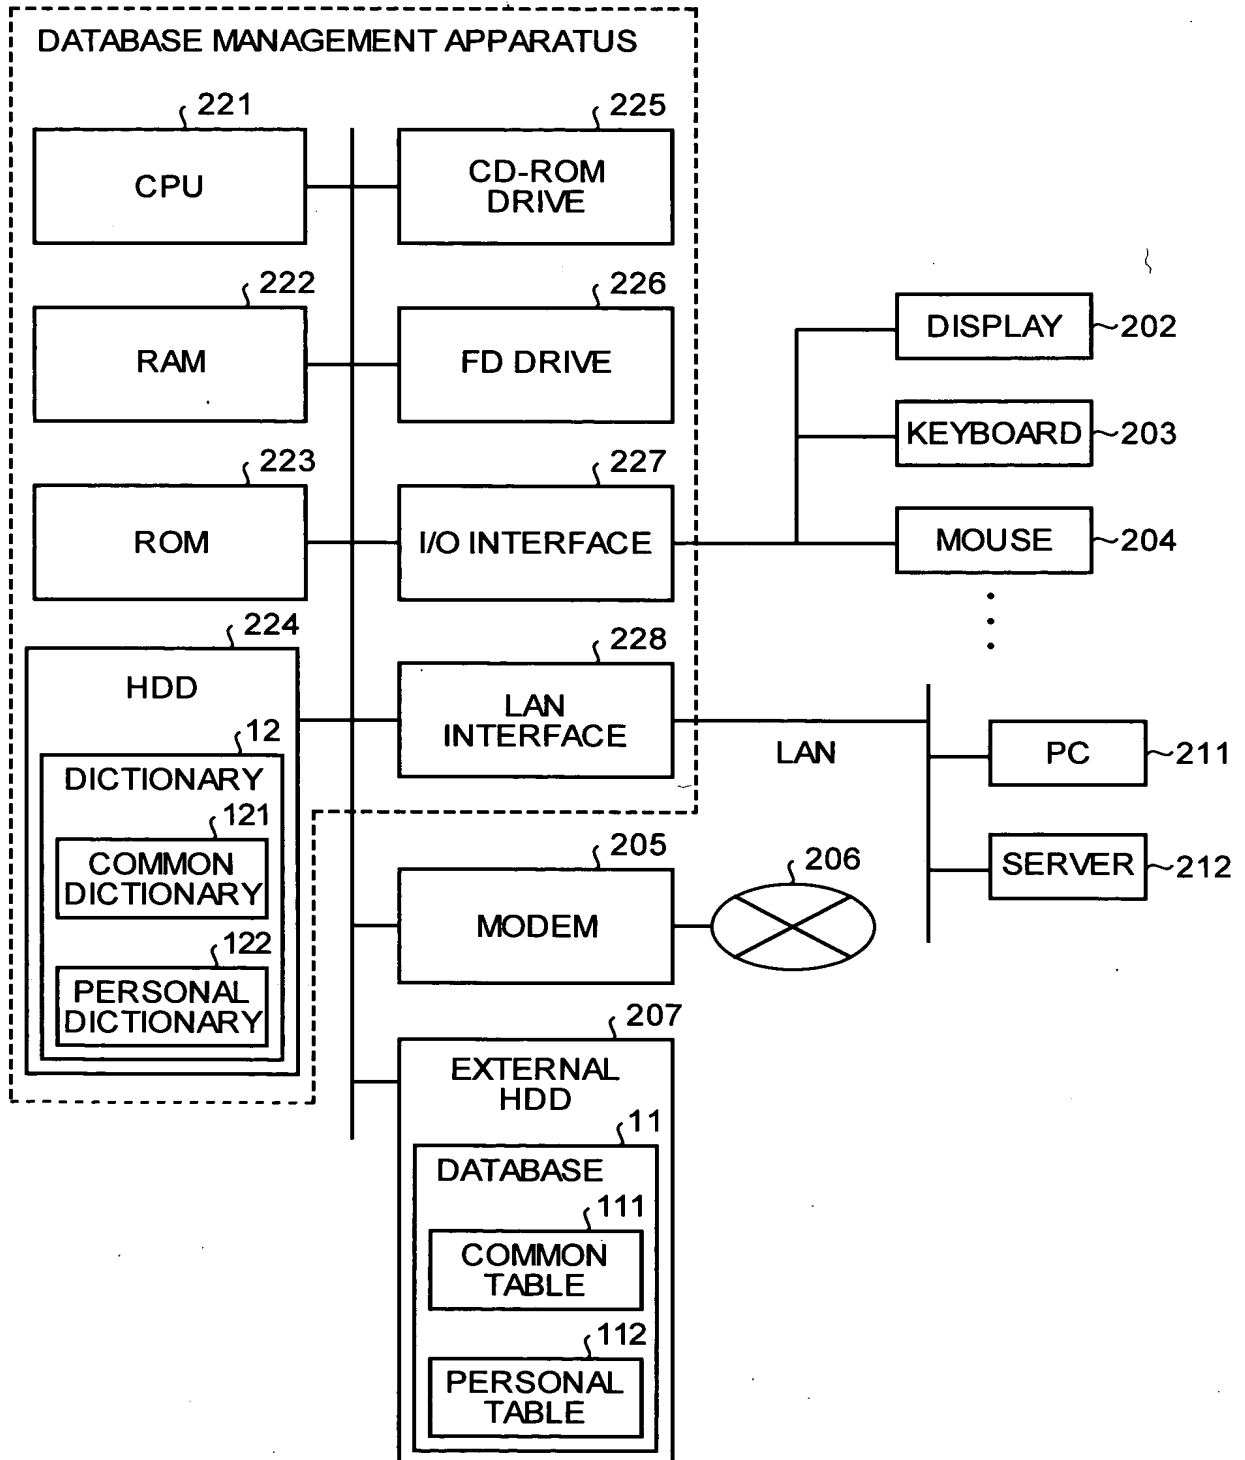 DATABASE MANAGEMENT APPARATUS
221
CPU
225
CD-ROM
DRIVE
222
RAM
226
FD DRIVE
223
ROM
227
I/O INTERFACE
DISPLAY
202
KEYBOARD
203
MOUSE
204
224
HDD
228
LAN
INTERFACE
LAN
PC
211
SERVER
212
12
DICTIONARY
121
COMMON
DICTIONARY
122
PERSONAL
DICTIONARY
205
MODEM
206
207
EXTERNAL
HDD
11
DATABASE
111
COMMON
TABLE
112
PERSONAL
TABLE